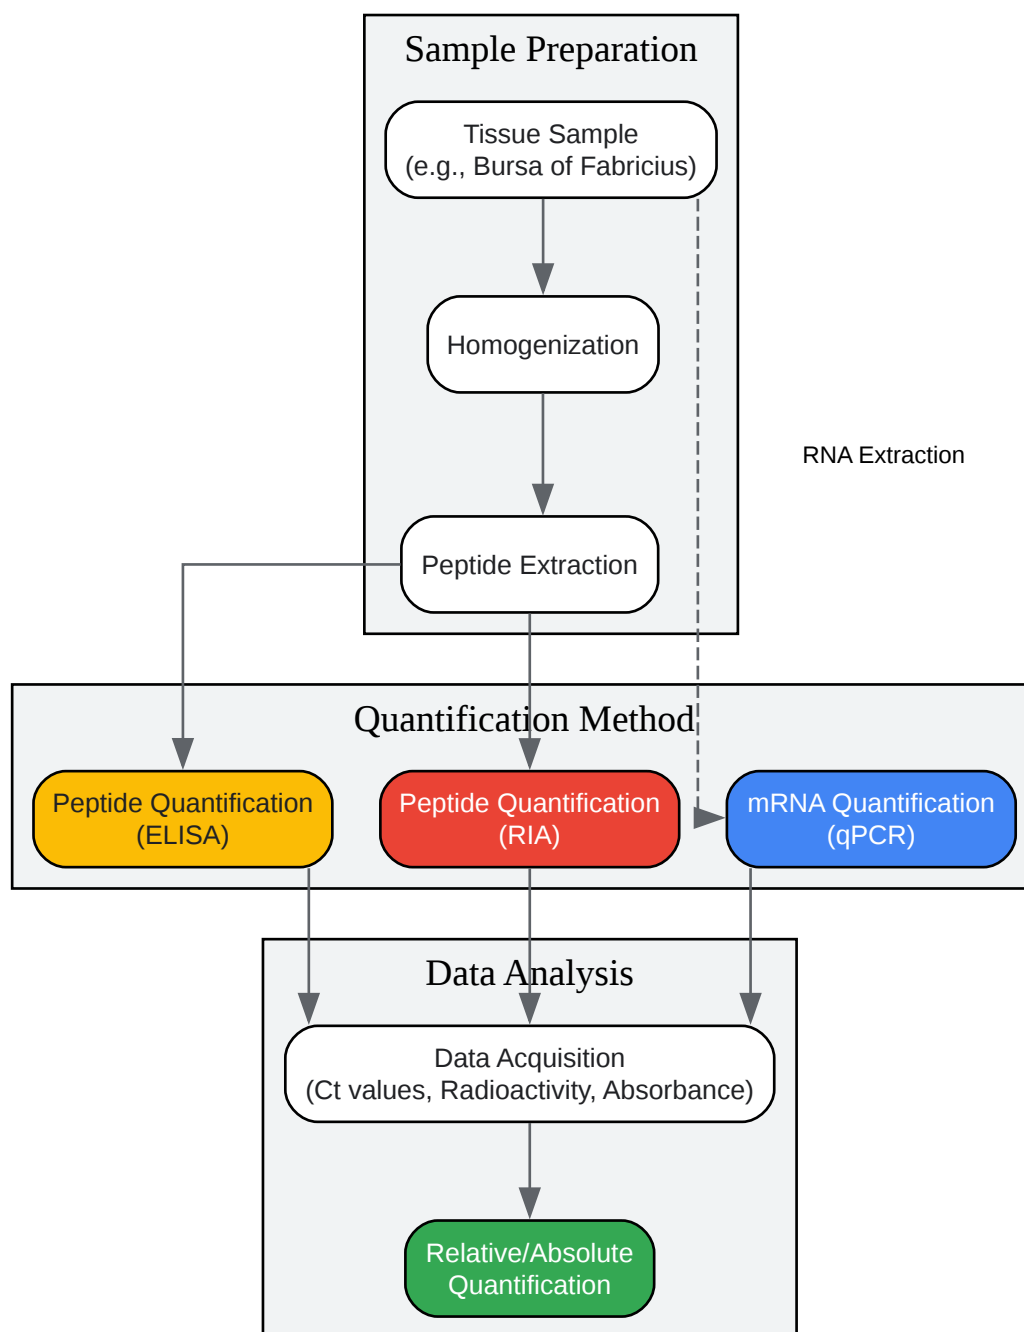 Sample Preparation
Tissue Sample
(e.g., Bursa of Fabricius)
Homogenization
RNA Extraction
Peptide Extraction
Quantification Method
Peptide Quantification
(ELISA)
Peptide Quantification
(RIA)
mRNA Quantification
(qPCR)
Data Analysis
Data Acquisition
(Ct values, Radioactivity, Absorbance)
Relative/Absolute
Quantification